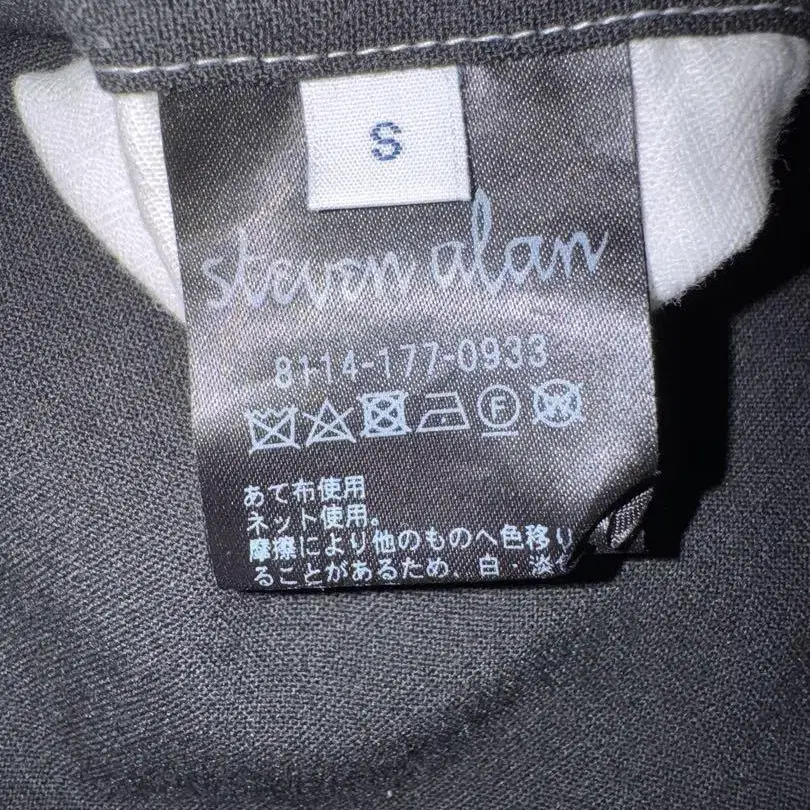 S
steven alan
8114-177-0933
F W
あて布使用
ネット使用。
摩擦により他のものへ色移り
ることがあるため、白・淡